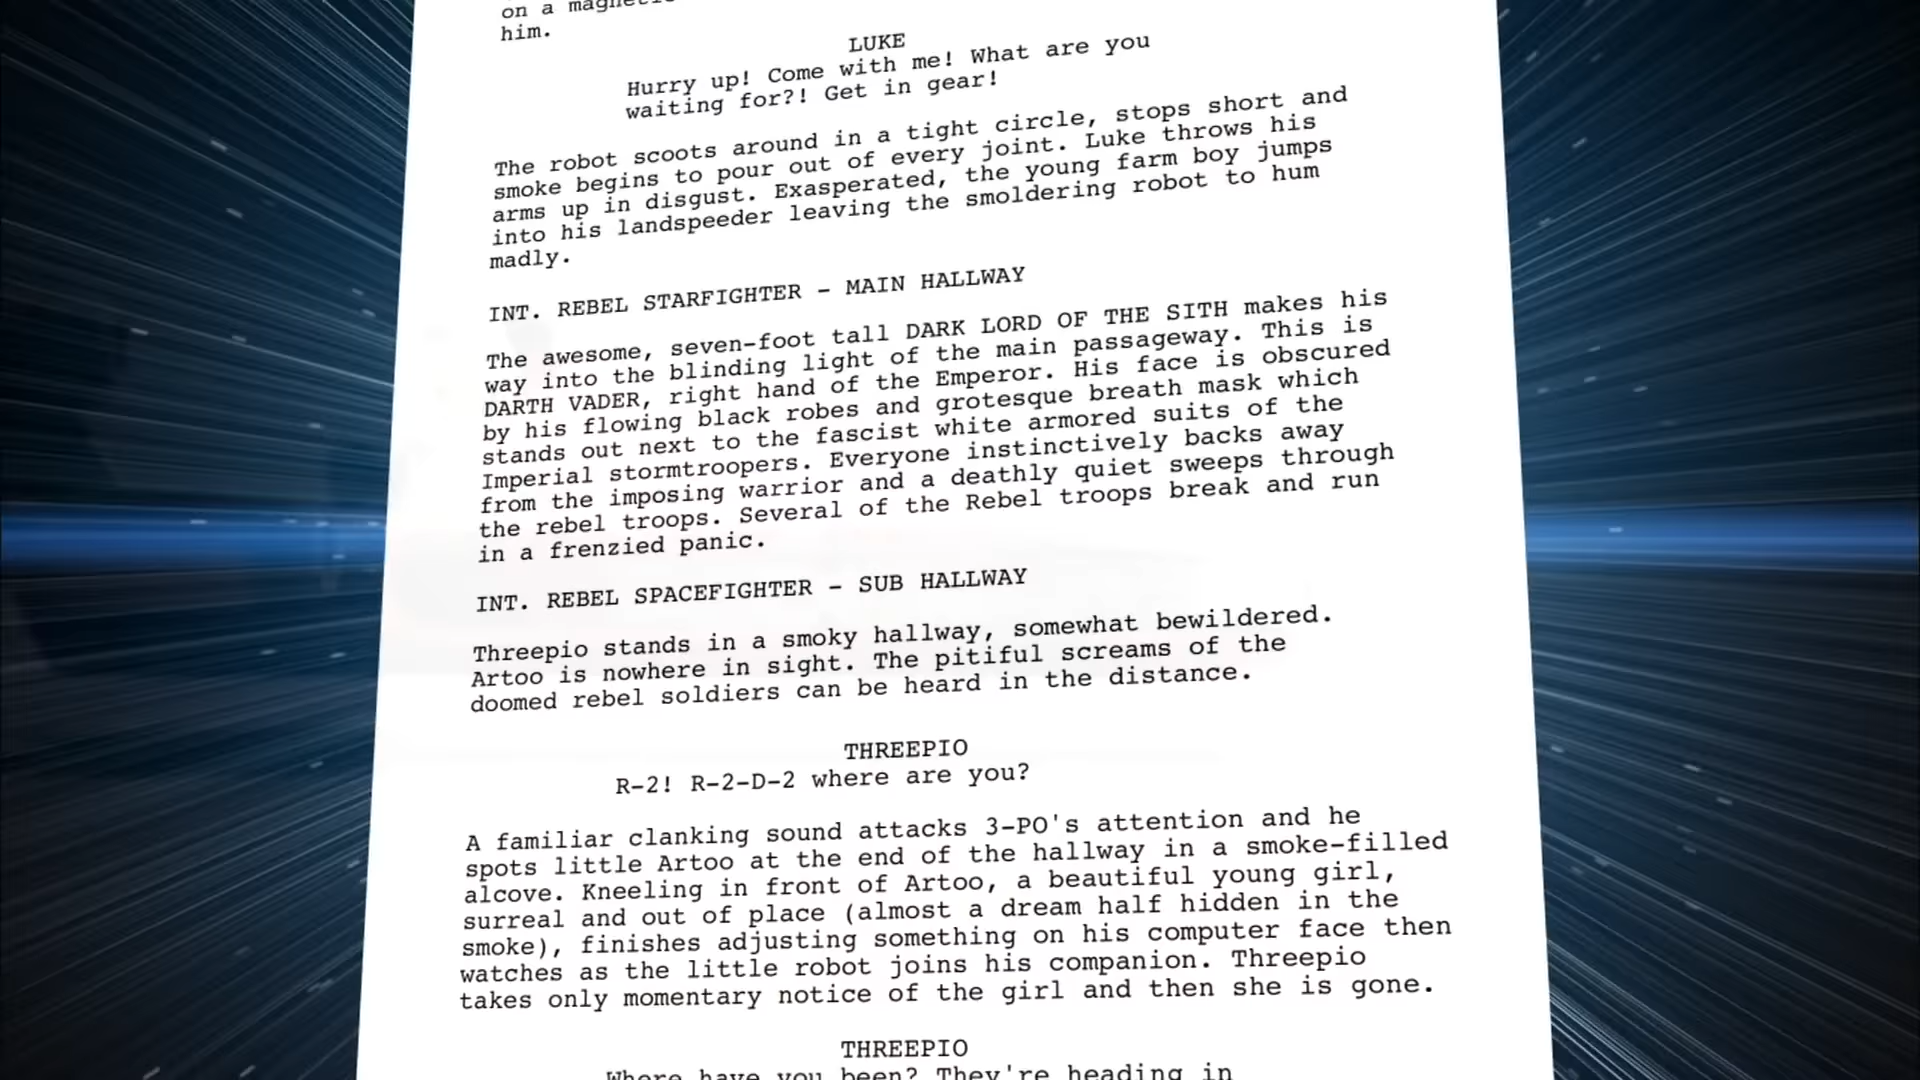 on a magnetic
him.
LUKE
Hurry up! Come with me! What are you
waiting for?! Get in gear!
The robot scoots around in a tight circle, stops short and
smoke begins to pour out of every joint. Luke throws his
arms up in disgust. Exasperated, the young farm boy jumps
into his landspeeder leaving the smoldering robot to hum
madly.
INT. REBEL STARFIGHTER - MAIN HALLWAY
The awesome, seven-foot tall DARK LORD OF THE SITH makes his
way into the blinding light of the main passageway. This is
DARTH VADER, right hand of the Emperor. His face is obscured
by his flowing black robes and grotesque breath mask which
stands out next to the fascist white armored suits of the
Imperial stormtroopers. Everyone instinctively backs away
from the imposing warrior and a deathly quiet sweeps through
the rebel troops. Several of the Rebel troops break and run
in a frenzied panic.
INT. REBEL SPACEFIGHTER - SUB HALLWAY
Threepio stands in a smoky hallway, somewhat bewildered.
Artoo is nowhere in sight. The pitiful screams of the
doomed rebel soldiers can be heard in the distance.
THREEPIO
R-2! R-2-D-2 where are you?
A familiar clanking sound attacks 3-PO's attention and he
spots little Artoo at the end of the hallway in a smoke-filled
alcove. Kneeling in front of Artoo, a beautiful young girl,
surreal and out of place (almost a dream half hidden in the
smoke), finishes adjusting something on his computer face then
watches as the little robot joins his companion. Threepio
takes only momentary notice of the girl and then she is gone.
THREEPIO
Where have you been? They're heading in